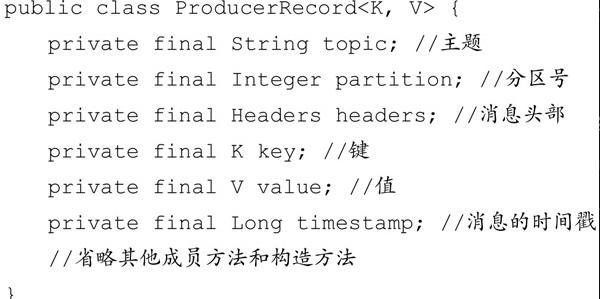 public class ProducerRecord<K, V> {
    private final String topic; //主题
    private final Integer partition; //分区号
    private final Headers headers; //消息头部
    private final K key; //键
    private final V value; //值
    private final Long timestamp; //消息的时间戳
    //省略其他成员方法和构造方法
}